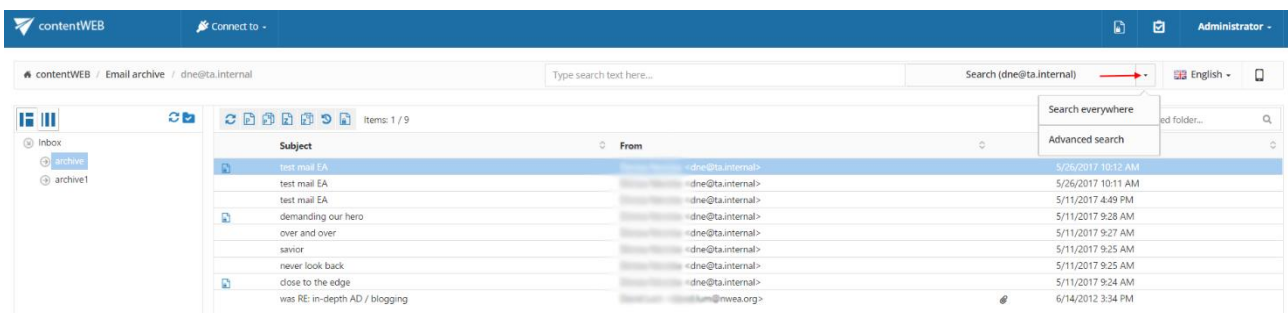 contentWEB Connect to Administrator
contentWEB / Email archive / dne@ta.internal Type search text here... Search (dne@ta.internal) English
Search everywhere
Advanced search
Items: 1 / 9 ed folder...
Inbox
archive
archive1
Subject From
test mail EA <dne@ta.internal> 5/26/2017 10:12 AM
test mail EA <dne@ta.internal> 5/26/2017 10:11 AM
test mail EA <dne@ta.internal> 5/11/2017 4:49 PM
demanding our hero <dne@ta.internal> 5/11/2017 9:28 AM
over and over <dne@ta.internal> 5/11/2017 9:27 AM
savior <dne@ta.internal> 5/11/2017 9:25 AM
never look back <dne@ta.internal> 5/11/2017 9:25 AM
close to the edge <dne@ta.internal> 5/11/2017 9:24 AM
was RE: in-depth AD / blogging @nwea.org> 6/14/2012 3:34 PM